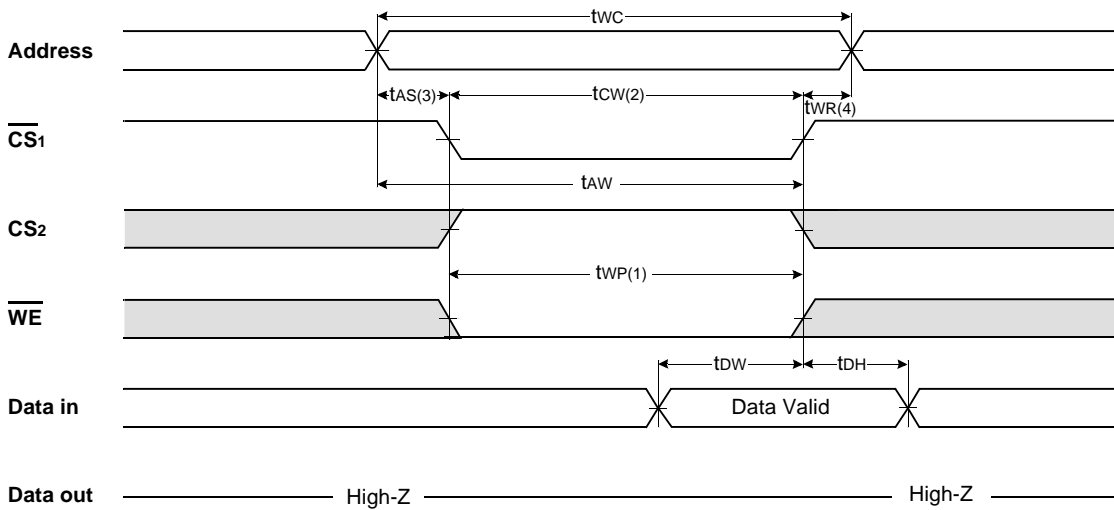 tWC
Address
tAS(3) tCW(2) tWR(4)
CS1
tAW
CS2
tWP(1)
WE
tDW tDH
Data in Data Valid
Data out High-Z High-Z